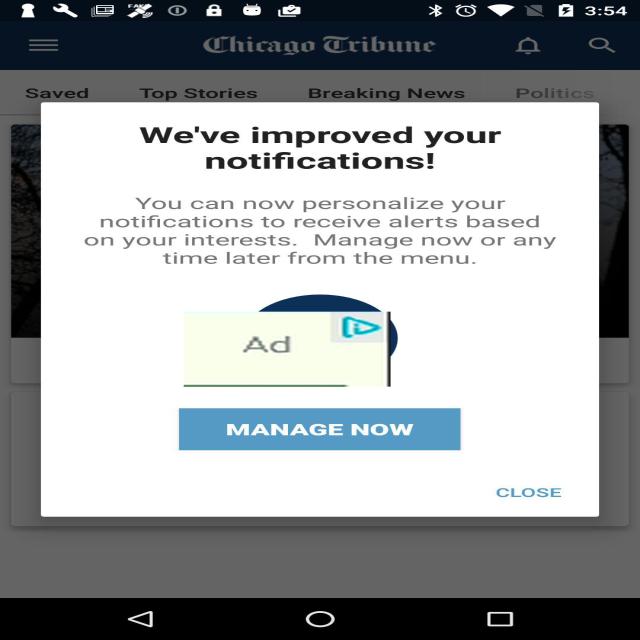 3:54
Chicago Tribune
Saved Top Stories Breaking News Politics
We've improved your
notifications!
You can now personalize your
notifications to receive alerts based
on your interests. Manage now or any
time later from the menu.
Ad
MANAGE NOW
CLOSE